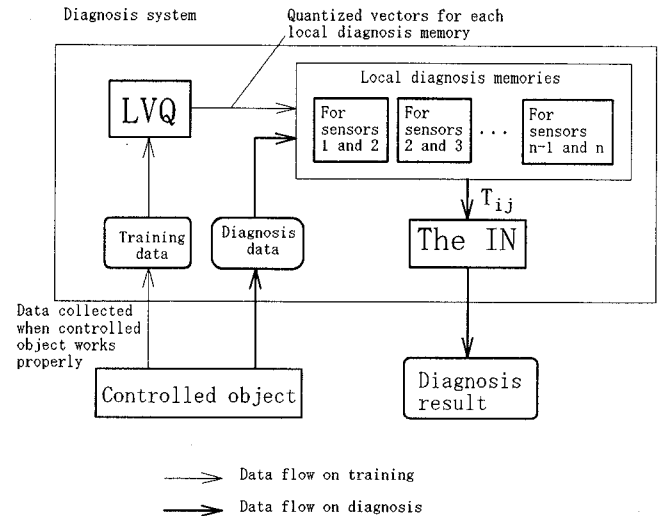 Diagnosis system
Quantized vectors for each
local diagnosis memory
Local diagnosis memories
LVQ
For
sensors
1 and 2
For
sensors
2 and 3
...
For
sensors
n-1 and n
Tij
Training
data
Diagnosis
data
The IN
Data collected
when controlled
object works
properly
Controlled object
Diagnosis
result
Data flow on training
Data flow on diagnosis